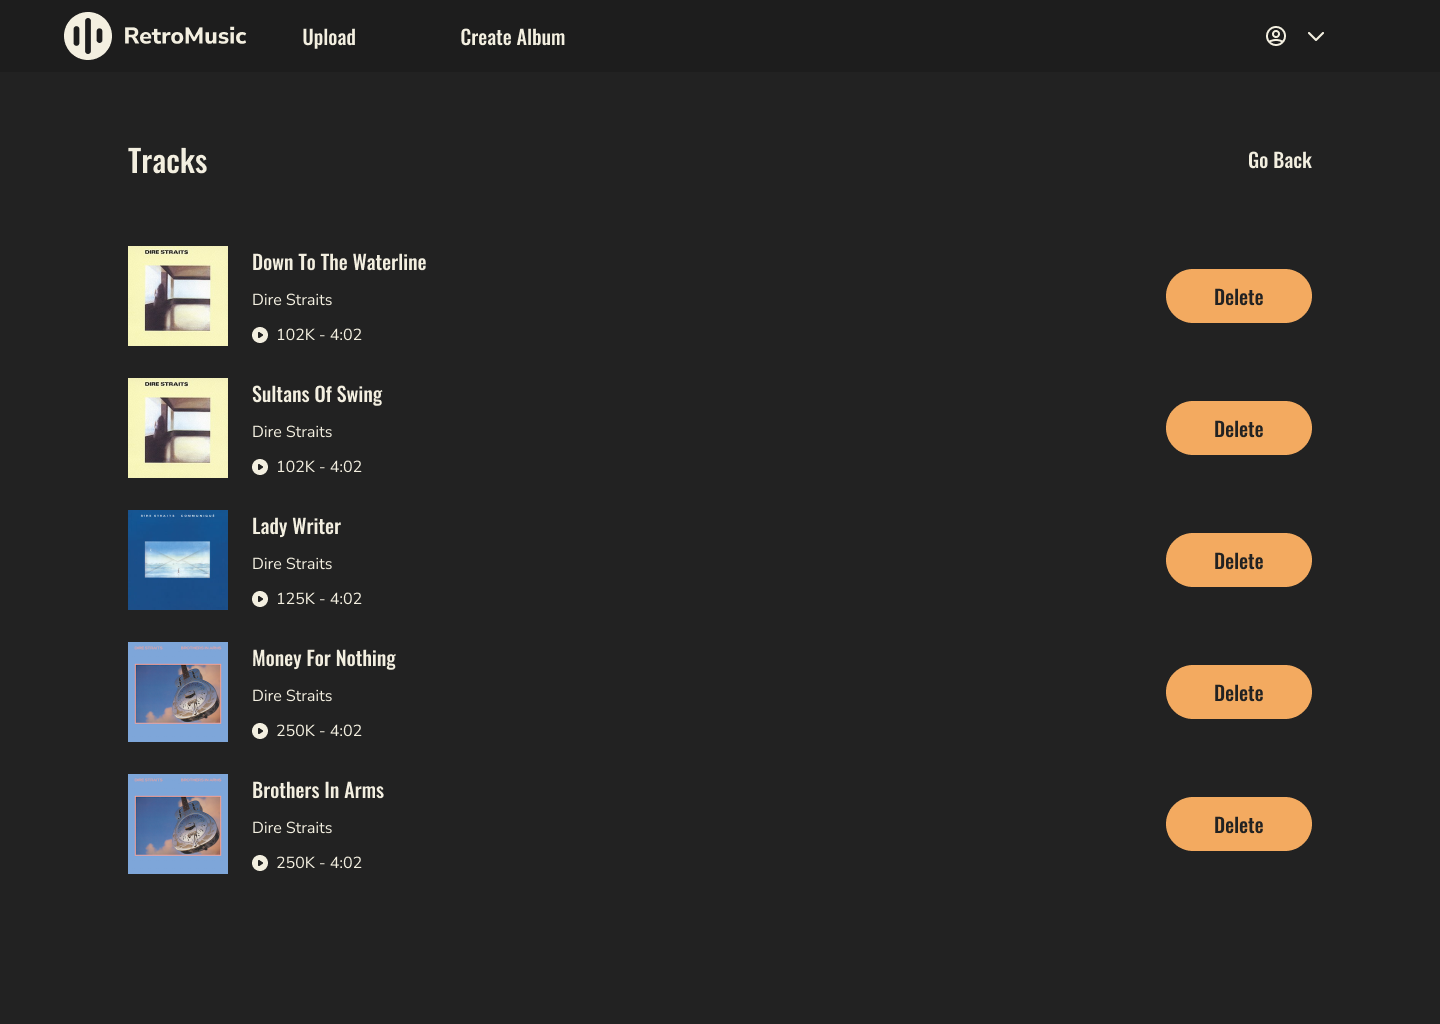 RetroMusic
Upload
Create Album
Tracks
Go Back
DIRE STRAITS
Down To The Waterline
Dire Straits
102K - 4:02
Delete
DIRE STRAITS
Sultans Of Swing
Dire Straits
102K - 4:02
Delete
DIRE STRAITS COMMUNIQUÉ
Lady Writer
Dire Straits
125K - 4:02
Delete
Money For Nothing
Dire Straits
250K - 4:02
Delete
Brothers In Arms
Dire Straits
250K - 4:02
Delete